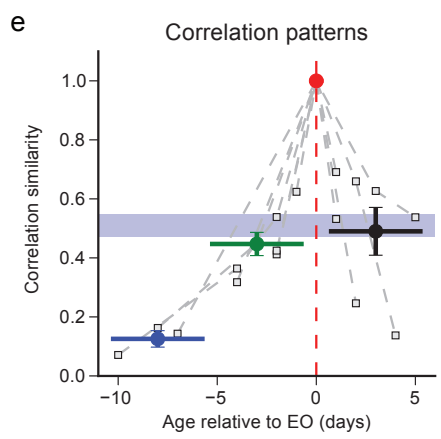 e
Correlation patterns
1.0
0.8
0.6
0.4
0.2
0.0
Correlation similarity
−10 −5 0 5
Age relative to EO (days)